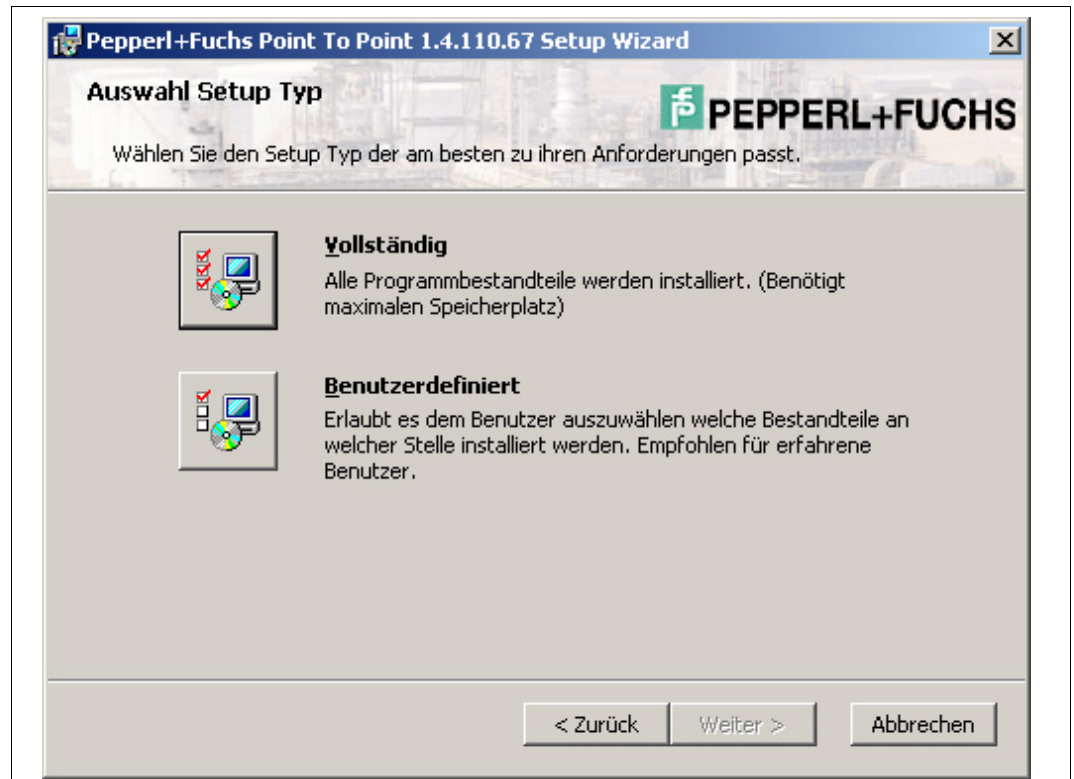 Pepperl+Fuchs Point To Point 1.4.110.67 Setup Wizard
Auswahl Setup Typ
PEPPERL+FUCHS
Wählen Sie den Setup Typ der am besten zu ihren Anforderungen passt.
Vollständig
Alle Programmbestandteile werden installiert. (Benötigt
maximalen Speicherplatz)
Benutzerdefiniert
Erlaubt es dem Benutzer auszuwählen welche Bestandteile an
welcher Stelle installiert werden. Empfohlen für erfahrene
Benutzer.
< Zurück
Weiter >
Abbrechen